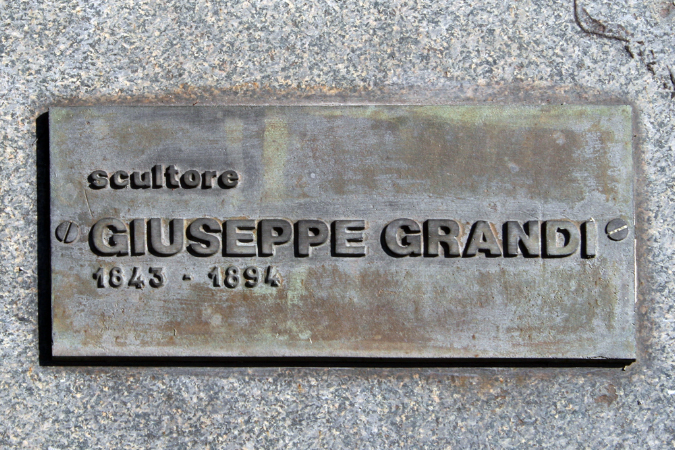 scultore
GIUSEPPE GRANDI
1843 - 1894